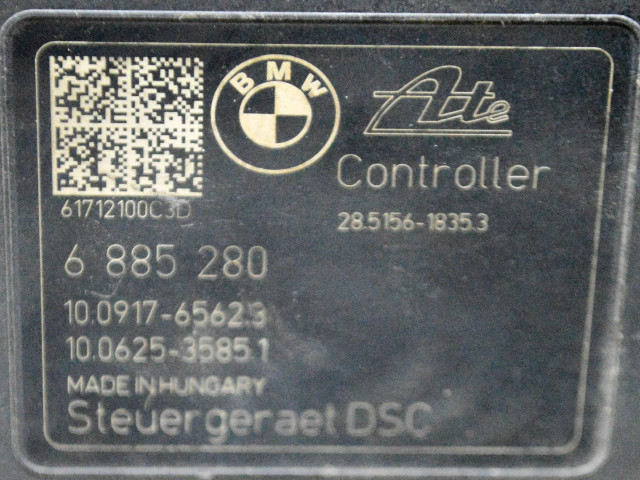 BMW
Ate
Controller
61712100C3D
28.5156-1835.3
6 885 280
10.0917-6562.3
10.0625-3585.1
MADE IN HUNGARY
Steuergeraet DSC